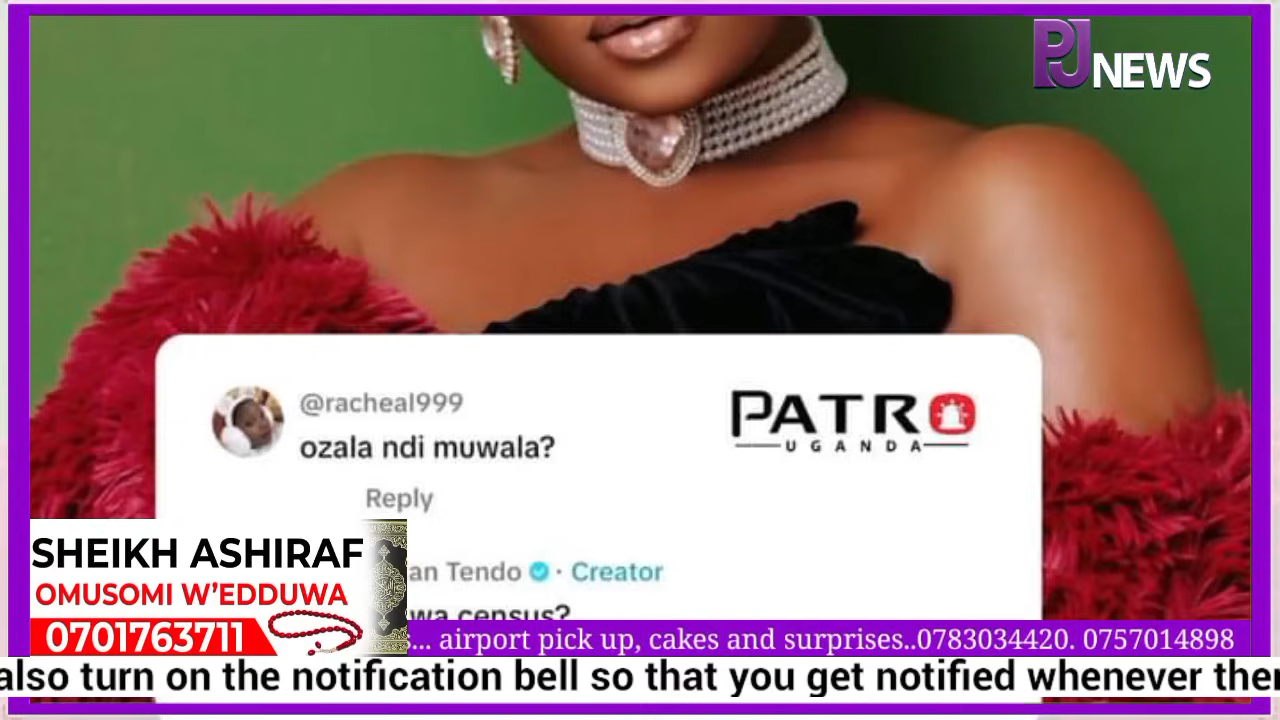 PJ NEWS
@racheal999
ozala ndi muwala?
Reply
PATRO
UGANDA
an Tendo · Creator
wa census?
SHEIKH ASHIRAF
OMUSOMI W'EDDUWA
0701763711
s... airport pick up, cakes and surprises..0783034420. 0757014898
also turn on the notification bell so that you get notified whenever ther